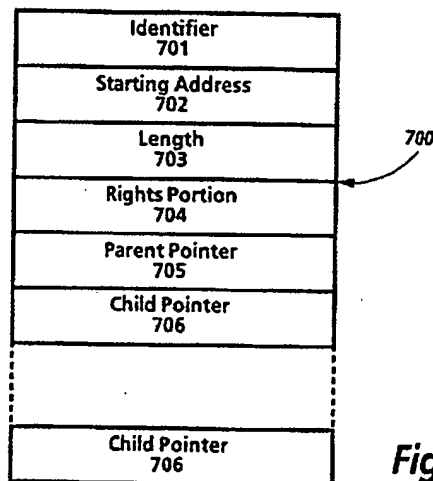 Identifier
701
Starting Address
702
Length
703
700
Rights Portion
704
Parent Pointer
705
Child Pointer
706
Child Pointer
706
Fig